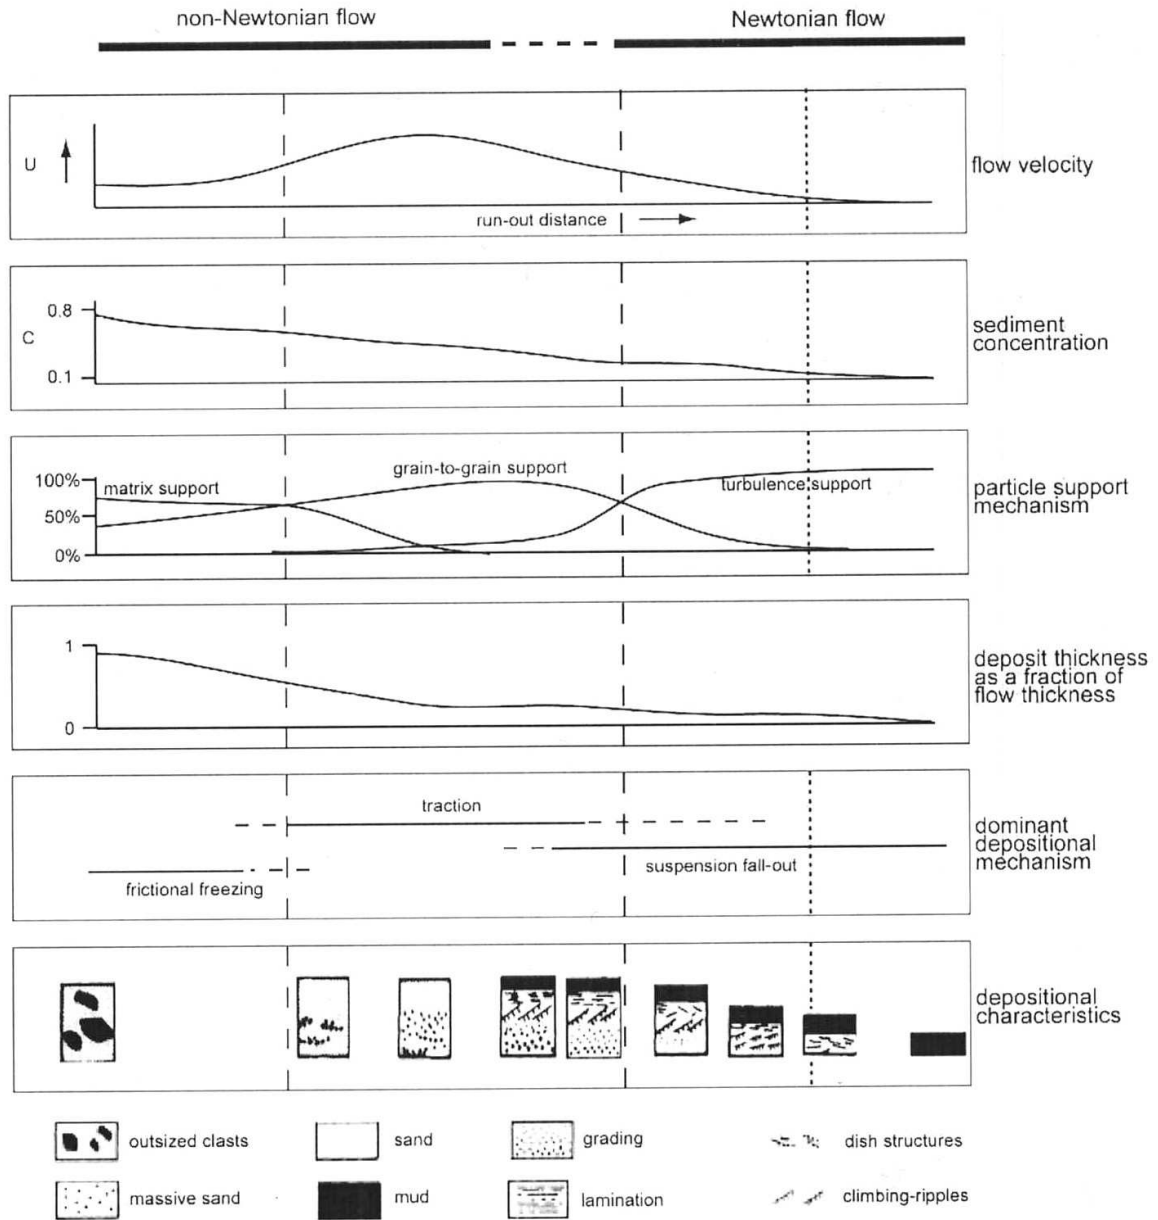 non-Newtonian flow
Newtonian flow
U
run-out distance
flow velocity
0.8
C
0.1
sediment
concentration
100%
50%
0%
matrix support
grain-to-grain support
turbulence support
particle support
mechanism
1
0
deposit thickness
as a fraction of
flow thickness
traction
frictional freezing
suspension fall-out
dominant
depositional
mechanism
depositional
characteristics
outsized clasts
sand
grading
dish structures
massive sand
mud
lamination
climbing-ripples